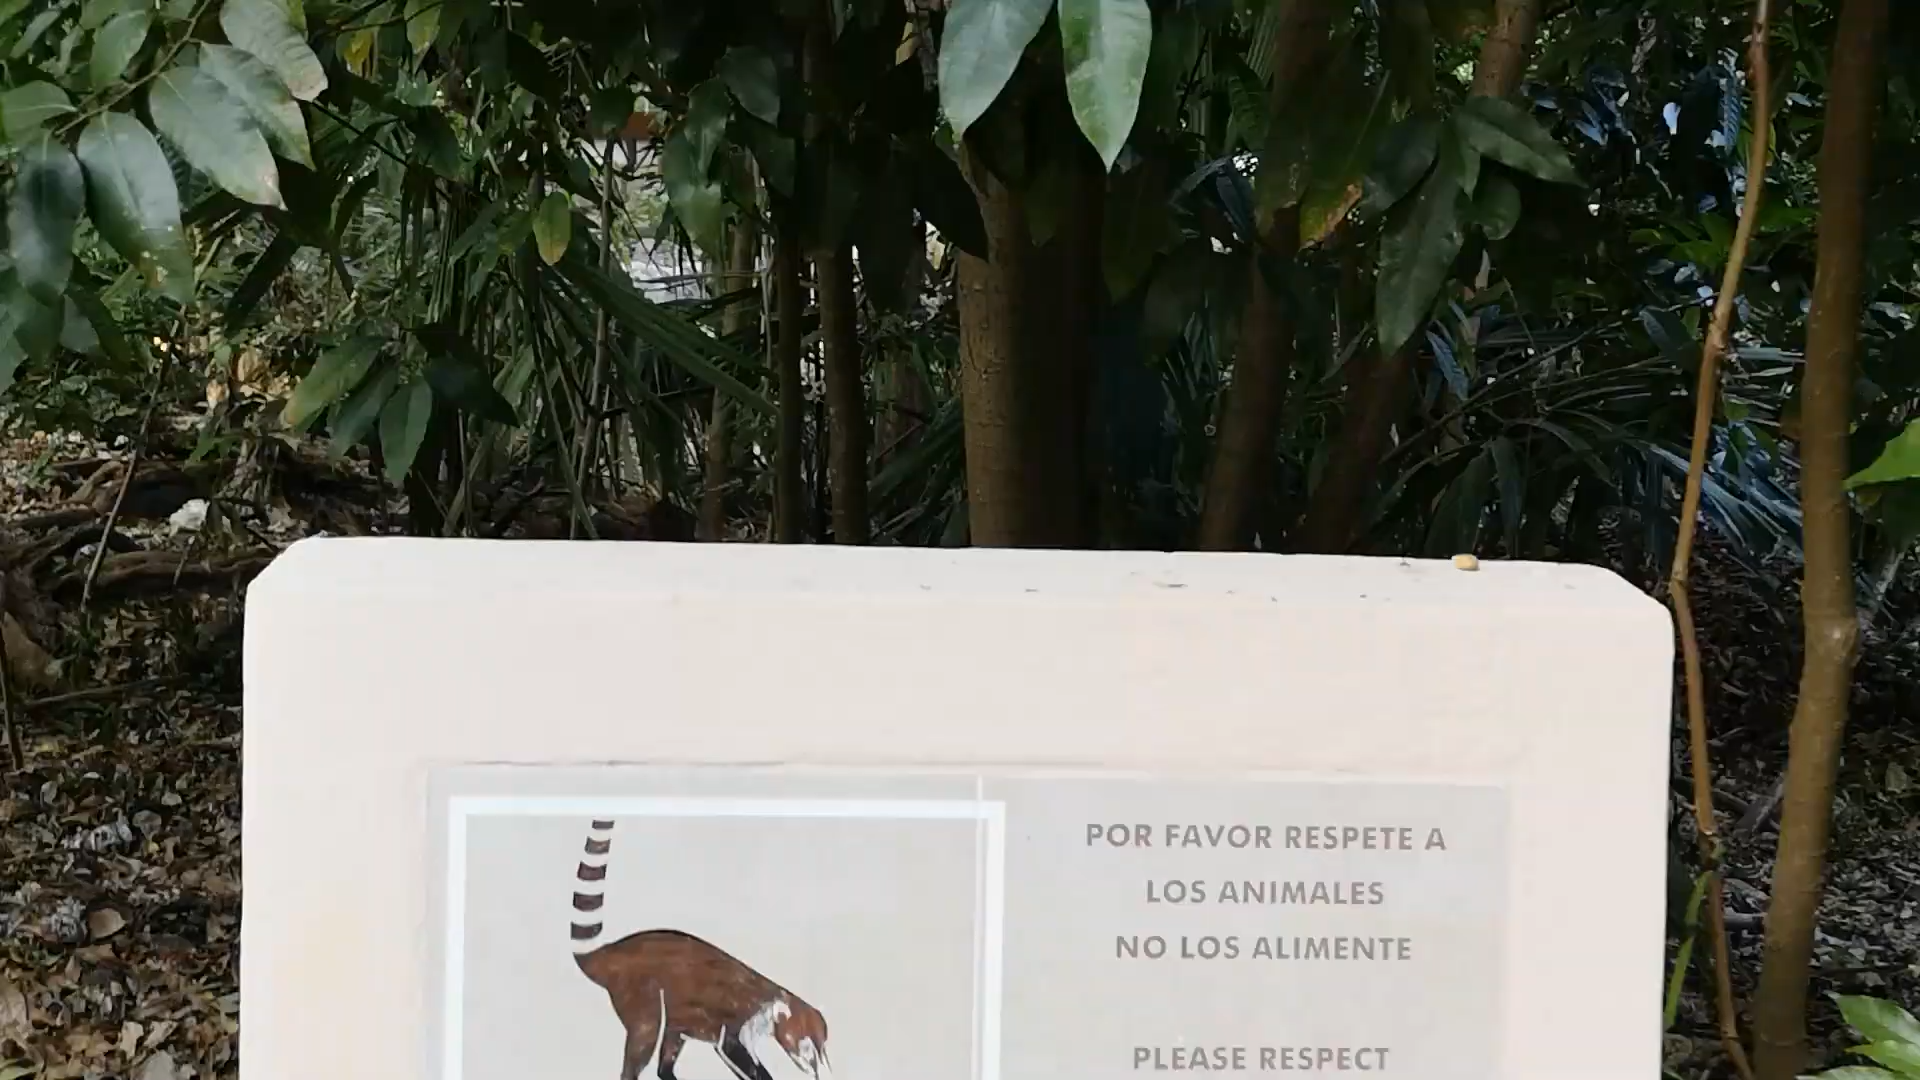 POR FAVOR RESPETE A
LOS ANIMALES
NO LOS ALIMENTE
PLEASE RESPECT